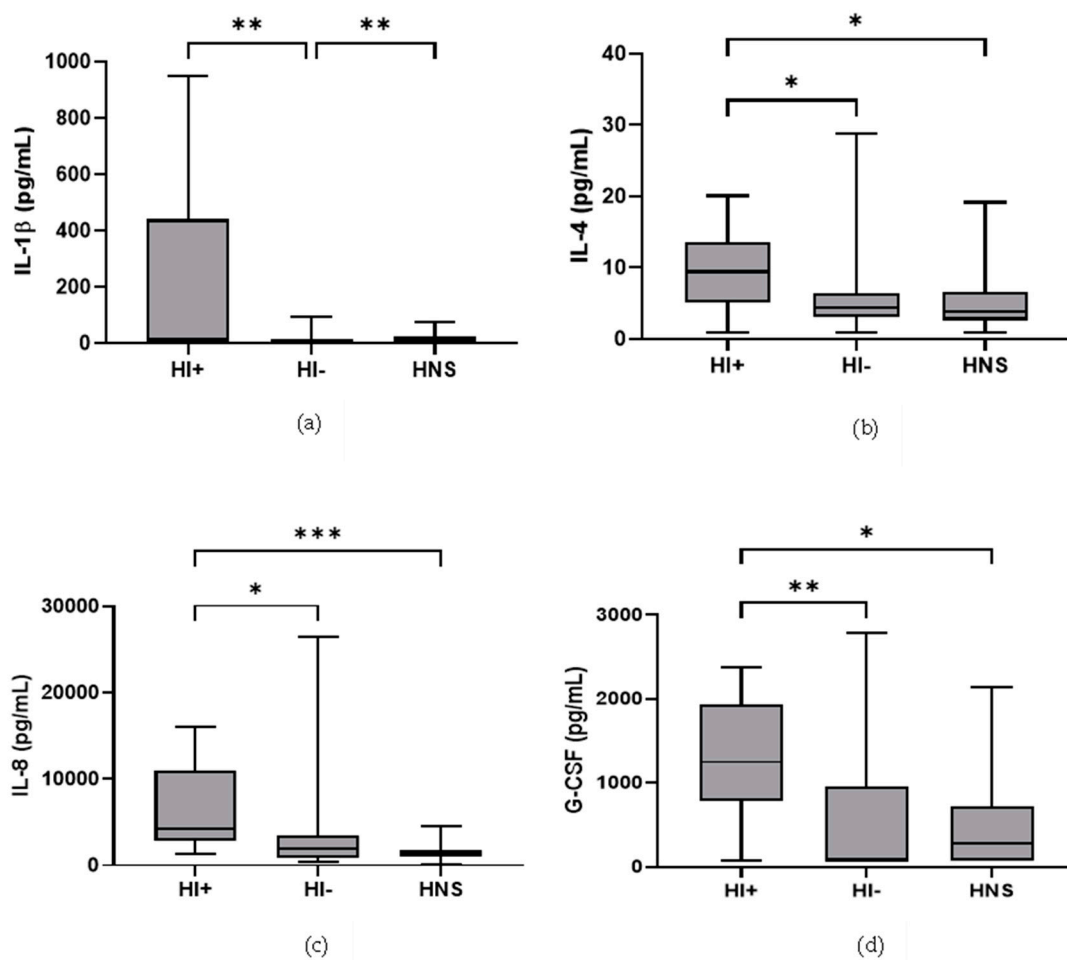 ** **
1000
800
600
400
200
0
IL-1β (pg/mL)
HI+ HI- HNS
(a)
*
*
40
30
20
10
0
IL-4 (pg/mL)
HI+ HI- HNS
(b)
***
*
30000
20000
10000
0
IL-8 (pg/mL)
HI+ HI- HNS
(c)
*
**
3000
2000
1000
0
G-CSF (pg/mL)
HI+ HI- HNS
(d)